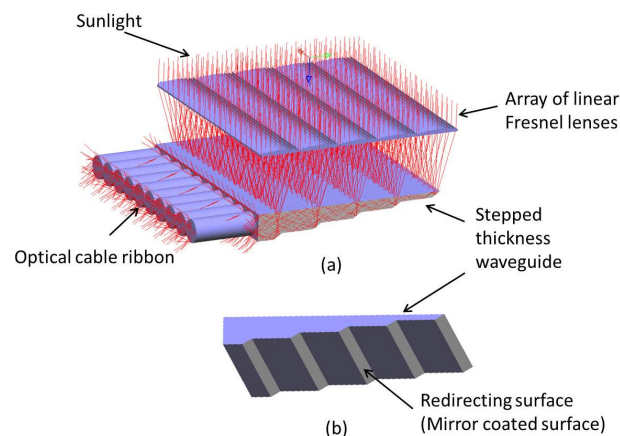 Sunlight
Array of linear
Fresnel lenses
Optical cable ribbon
(a)
Stepped
thickness
waveguide
Redirecting surface
(Mirror coated surface)
(b)